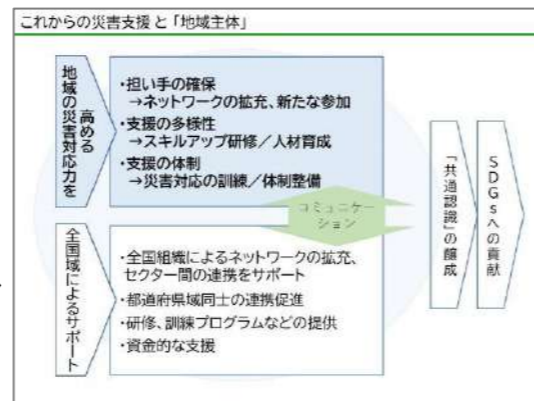 これからの災害支援と「地域主体」
地域の災害対応力を
高める
・担い手の確保
→ネットワークの拡充、新たな参加
・支援の多様性
→スキルアップ研修／人材育成
・支援の体制
→災害対応の訓練／体制整備
コミュニケー
ション
全国域によるサポート
・全国組織によるネットワークの拡充、
セクター間の連携をサポート
・都道府県域同士の連携促進
・研修、訓練プログラムなどの提供
・資金的な支援
「共通認識」の醸成
SDGsへの貢献